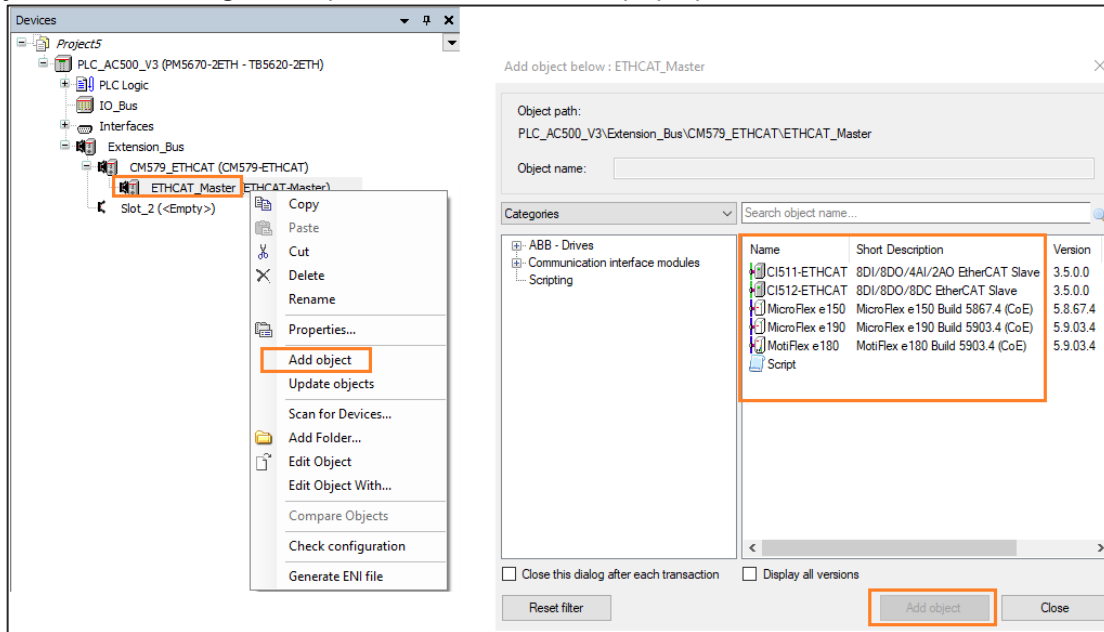 Devices
Project5
PLC_AC500_V3 (PM5670-2ETH - TB5620-2ETH)
PLC Logic
IO_Bus
Interfaces
Extension_Bus
CM579_ETHCAT (CM579-ETHCAT)
ETHCAT_Master (ETHCAT-Master)
Slot_2 (<Empty>)
Copy
Paste
Cut
Delete
Rename
Properties...
Add object
Update objects
Scan for Devices...
Add Folder...
Edit Object
Edit Object With...
Compare Objects
Check configuration
Generate ENI file
Add object below : ETHCAT_Master
Object path:
PLC_AC500_V3\Extension_Bus\CM579_ETHCAT\ETHCAT_Master
Object name:
Categories
Search object name...
ABB - Drives
Communication interface modules
Scripting
Name Short Description Version
CI511-ETHCAT 8DI/8DO/4AI/2AO EtherCAT Slave 3.5.0.0
CI512-ETHCAT 8DI/8DO/8DC EtherCAT Slave 3.5.0.0
MicroFlex e150 MicroFlex e150 Build 5867.4 (CoE) 5.8.67.4
MicroFlex e190 MicroFlex e190 Build 5903.4 (CoE) 5.9.03.4
MotiFlex e180 MotiFlex e180 Build 5903.4 (CoE) 5.9.03.4
Script
Close this dialog after each transaction
Display all versions
Reset filter
Add object
Close